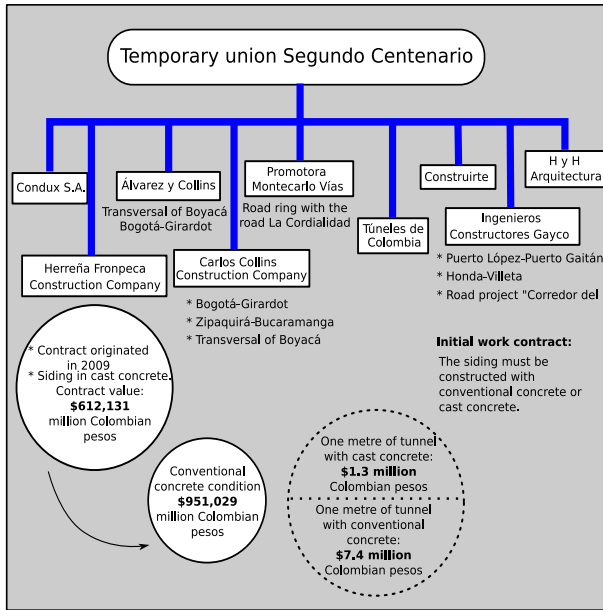 Temporary union Segundo Centenario
Condux S.A.
Herreña Fronpeca
Construction Company
Álvarez y Collins
Transversal of Boyacá
Bogotá-Girardot
Carlos Collins
Construction Company
* Bogotá-Girardot
* Zipaquirá-Bucaramanga
* Transversal of Boyacá
Promotora
Montecarlo Vías
Road ring with the
road La Cordialidad
Túneles de
Colombia
Construirte
Ingenieros
Constructores Gayco
* Puerto López-Puerto Gaitán
* Honda-Villeta
* Road project "Corredor del
H y H
Arquitectura
* Contract originated
in 2009
* Siding in cast concrete.
Contract value:
$612,131
million Colombian
pesos
Conventional
concrete condition
$951,029
million Colombian
pesos
One metre of tunnel
with cast concrete:
$1.3 million
Colombian pesos
One metre of tunnel
with conventional
concrete:
$7.4 million
Colombian pesos
Initial work contract:
The siding must be
constructed with
conventional concrete or
cast concrete.